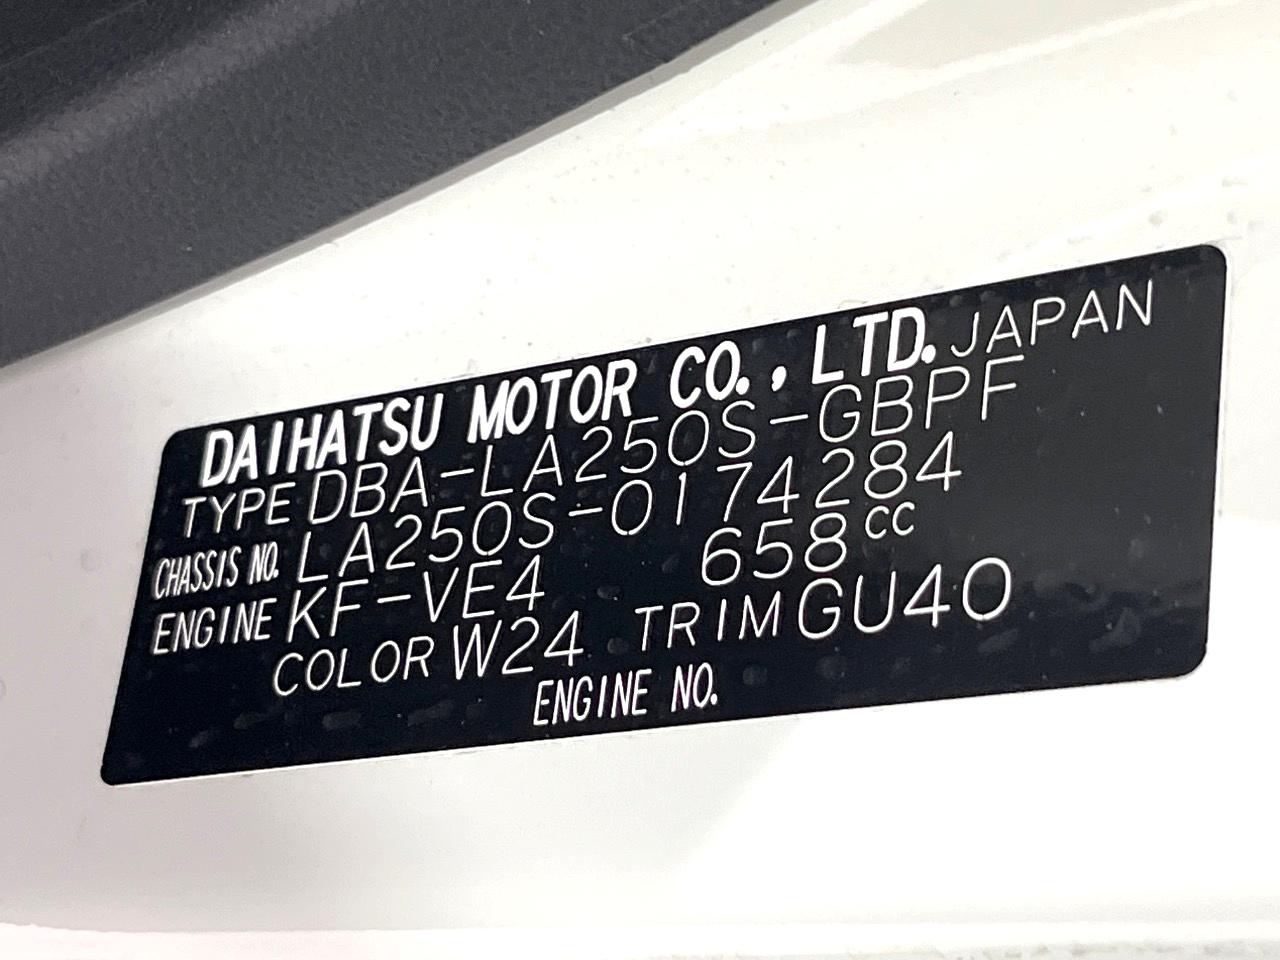 DAIHATSU MOTOR CO., LTD. JAPAN
TYPE DBA-LA250S-GBPF
CHASSIS NO. LA250S-0174284
ENGINE KF-VE4 658cc
COLOR W24 TRIM GU40
ENGINE NO.